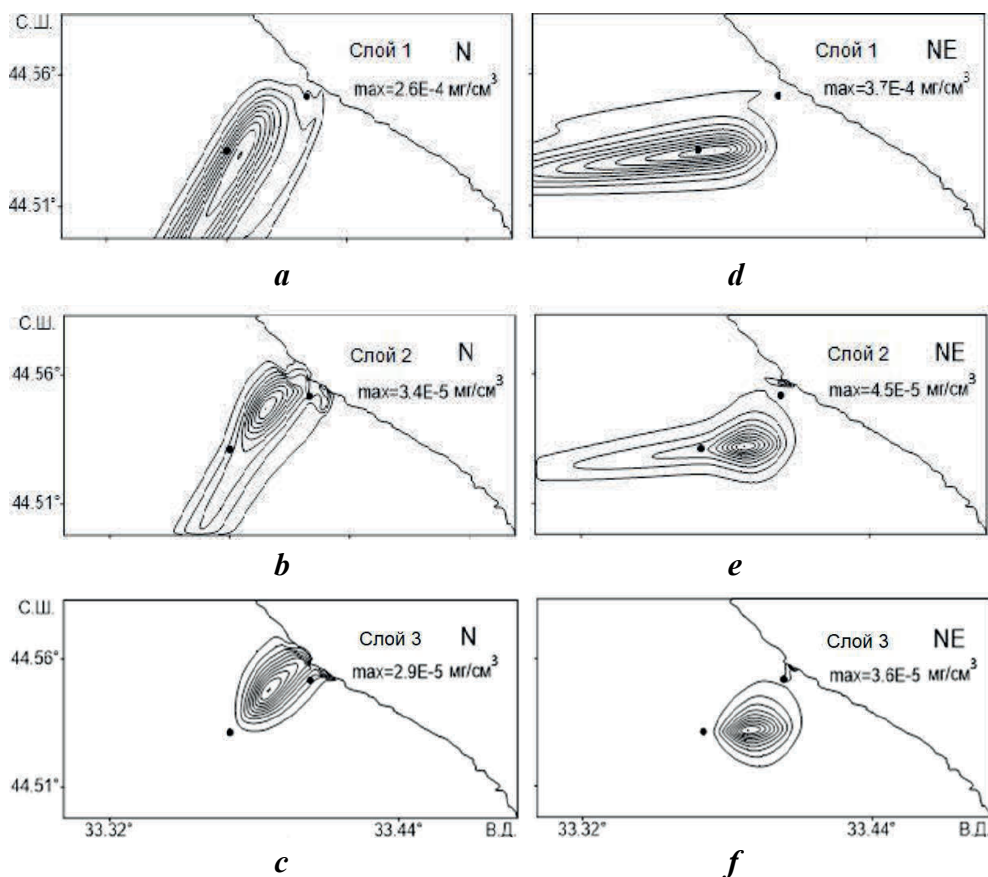 С.Ш.
Слой 1 N
44.56°
max=2.6E-4 мг/см³
44.51°
a
Слой 1 NE
max=3.7E-4 мг/см³
d
С.Ш.
Слой 2 N
44.56°
max=3.4E-5 мг/см³
44.51°
b
Слой 2 NE
max=4.5E-5 мг/см³
e
С.Ш.
Слой 3 N
44.56°
max=2.9E-5 мг/см³
44.51°
33.32° 33.44° В.Д.
c
Слой 3 NE
max=3.6E-5 мг/см³
33.32° 33.44° В.Д.
f